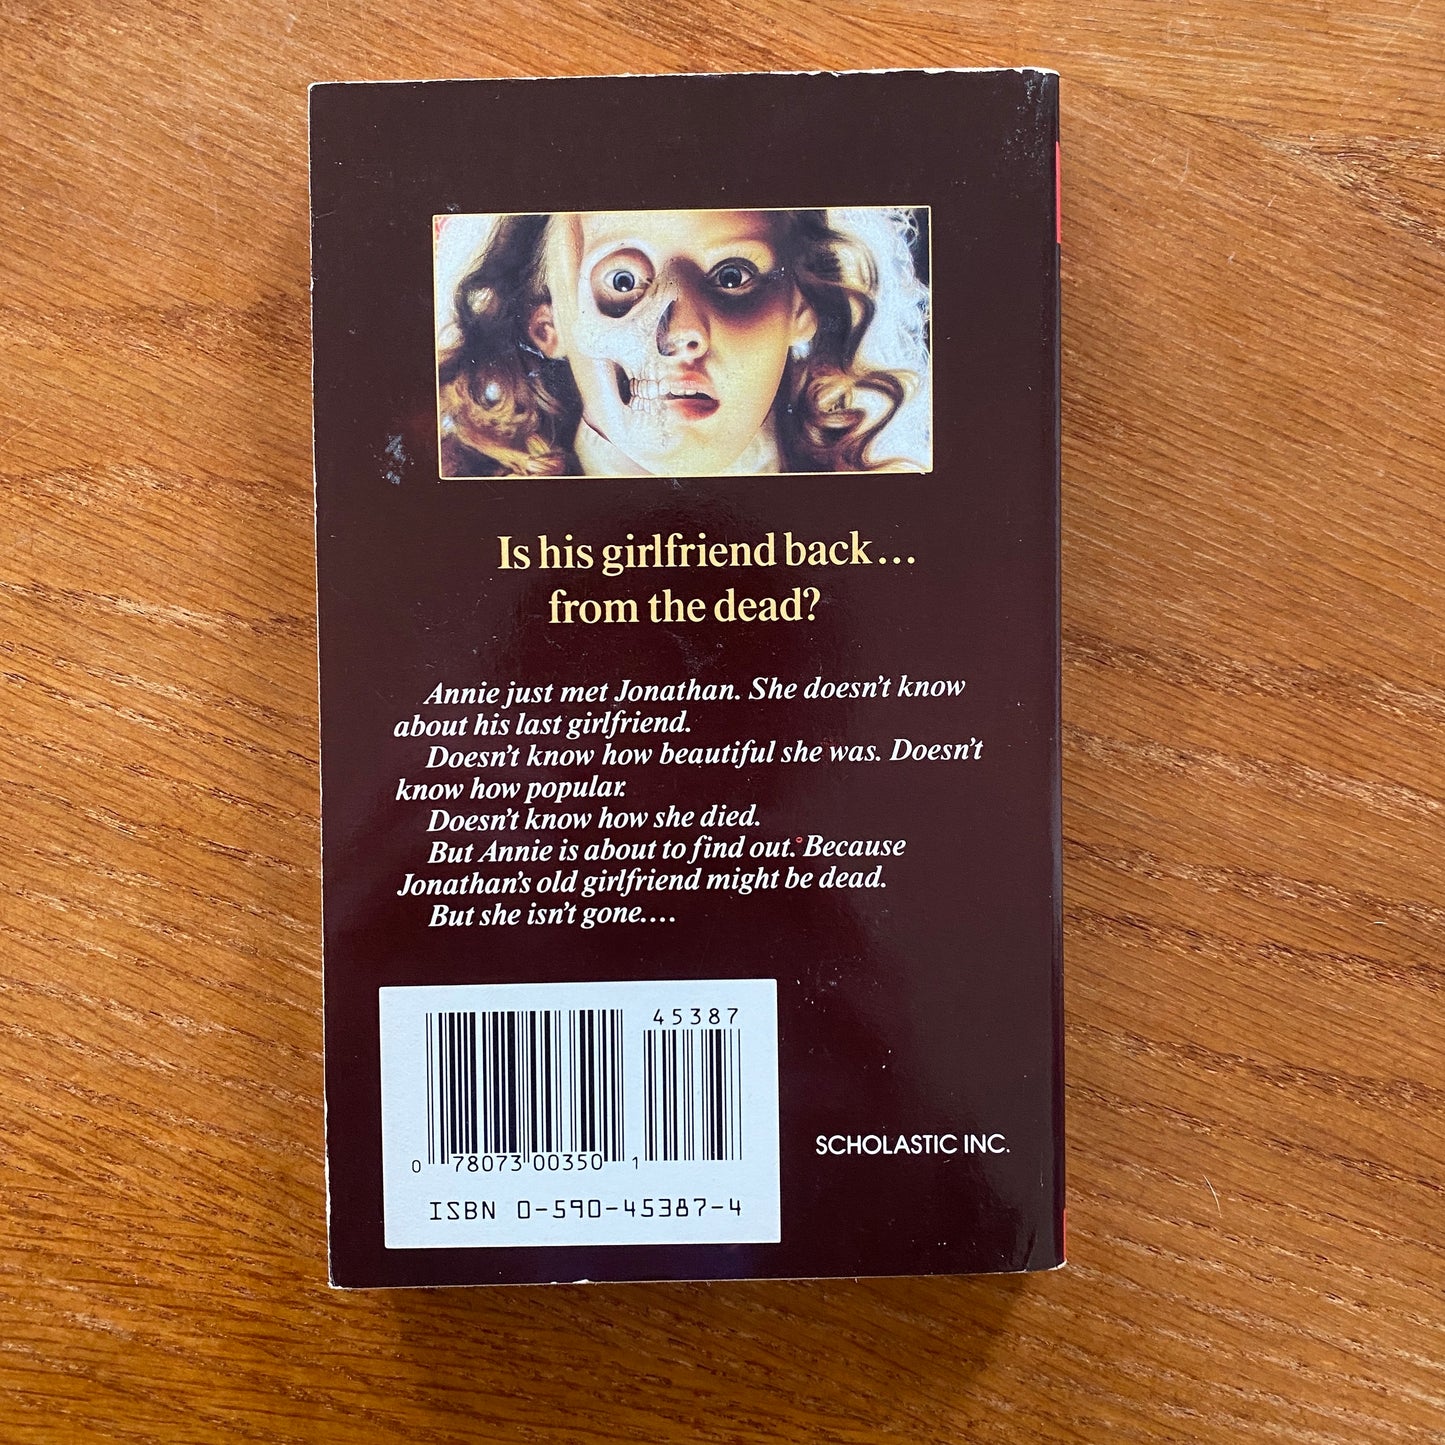 Is his girlfriend back...
from the dead?
Annie just met Jonathan. She doesn't know
about his last girlfriend.
Doesn't know how beautiful she was. Doesn't
know how popular.
Doesn't know how she died.
But Annie is about to find out. Because
Jonathan's old girlfriend might be dead.
But she isn't gone....
45387
0 78073 00350 1
ISBN 0-590-45387-4
SCHOLASTIC INC.